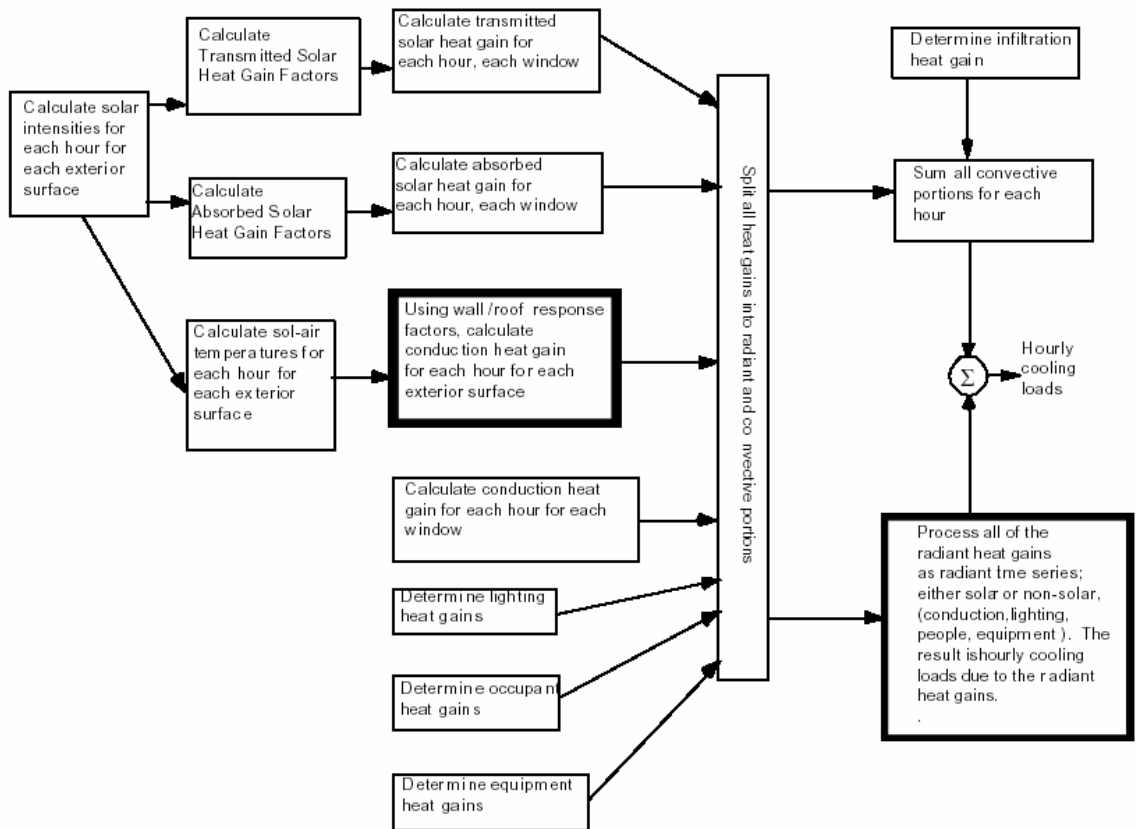 Calculate solar
intensities for
each hour for
each exterior
surface
Calculate
Transmitted Solar
Heat Gain Factors
Calculate transmitted
solar heat gain for
each hour, each window
Calculate
Absorbed Solar
Heat Gain Factors
Calculate absorbed
solar heat gain for
each hour, each window
Calculate sol-air
temperatures for
each hour for
each exterior
surface
Using wall/roof response
factors, calculate
conduction heat gain
for each hour for each
exterior surface
Calculate conduction heat
gain for each hour for each
window
Determine lighting
heat gains
Determine occupant
heat gains
Determine equipment
heat gains
Split all heat gains into radiant and co nvective portions
Determine infiltration
heat gain
Sum all convective
portions for each
hour
Σ
Hourly
cooling
loads
Process all of the
radiant heat gains
as radiant tme series;
either solar or non-solar,
(conduction,lighting,
people, equipment ). The
result ishourly cooling
loads due to the radiant
heat gains.
.